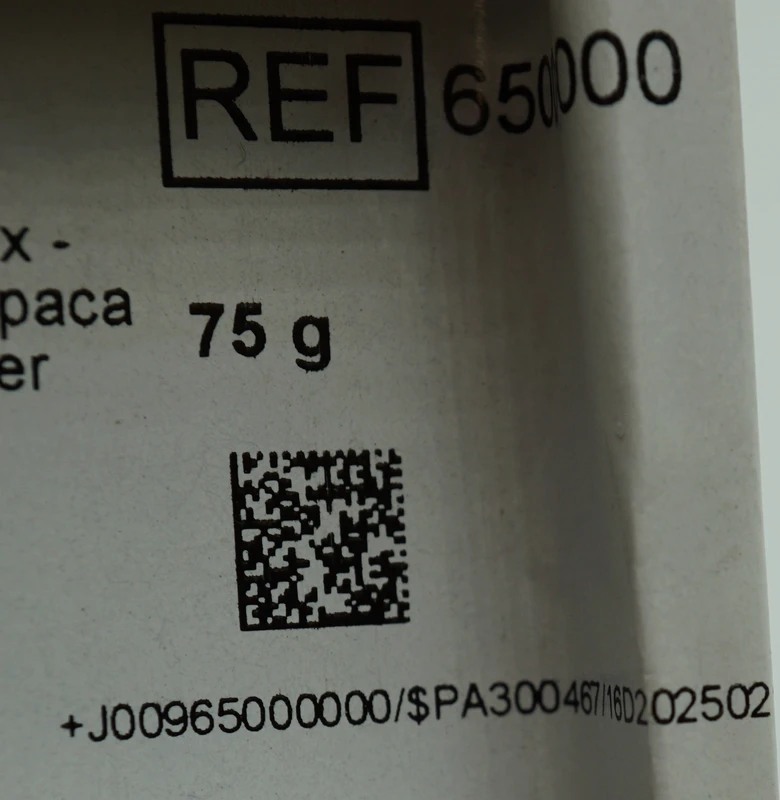 REF 650000
x -
paca 75 g
er
+J00965000000/$PA300467/16D202502